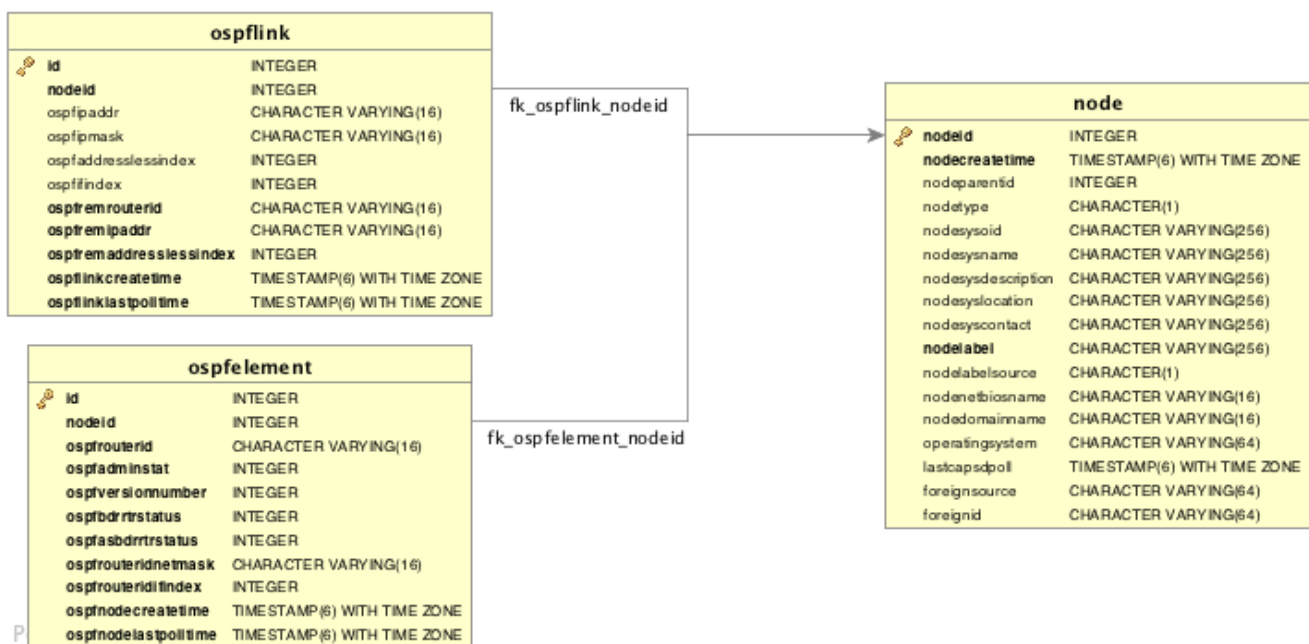 ospflink
id INTEGER
nodeid INTEGER
ospfipaddr CHARACTER VARYING(16)
ospfipmask CHARACTER VARYING(16)
ospfaddresslessindex INTEGER
ospfifindex INTEGER
ospfremrouterid CHARACTER VARYING(16)
ospfremipaddr CHARACTER VARYING(16)
ospfremaddresslessindex INTEGER
ospflinkcreatetime TIMESTAMP(6) WITH TIME ZONE
ospflinklastpolltime TIMESTAMP(6) WITH TIME ZONE
fk_ospflink_nodeid
ospfelement
id INTEGER
nodeid INTEGER
ospfrouterid CHARACTER VARYING(16)
ospfadminstat INTEGER
ospfversionnumber INTEGER
ospfbdrrtrstatus INTEGER
ospfasbdrrtrstatus INTEGER
ospfrouteridnetmask CHARACTER VARYING(16)
ospfrouteridifindex INTEGER
ospfnodecreatetime TIMESTAMP(6) WITH TIME ZONE
ospfnodelastpolltime TIMESTAMP(6) WITH TIME ZONE
fk_ospfelement_nodeid
node
nodeid INTEGER
nodecreatetime TIMESTAMP(6) WITH TIME ZONE
nodeparentid INTEGER
nodetype CHARACTER(1)
nodesysoid CHARACTER VARYING(256)
nodesysname CHARACTER VARYING(256)
nodesysdescription CHARACTER VARYING(256)
nodesyslocation CHARACTER VARYING(256)
nodesyscontact CHARACTER VARYING(256)
nodelabel CHARACTER VARYING(256)
nodelabelsource CHARACTER(1)
nodenetbiosname CHARACTER VARYING(16)
nodedomainname CHARACTER VARYING(16)
operatingsystem CHARACTER VARYING(64)
lastcapsdpoll TIMESTAMP(6) WITH TIME ZONE
foreignsource CHARACTER VARYING(64)
foreignid CHARACTER VARYING(64)